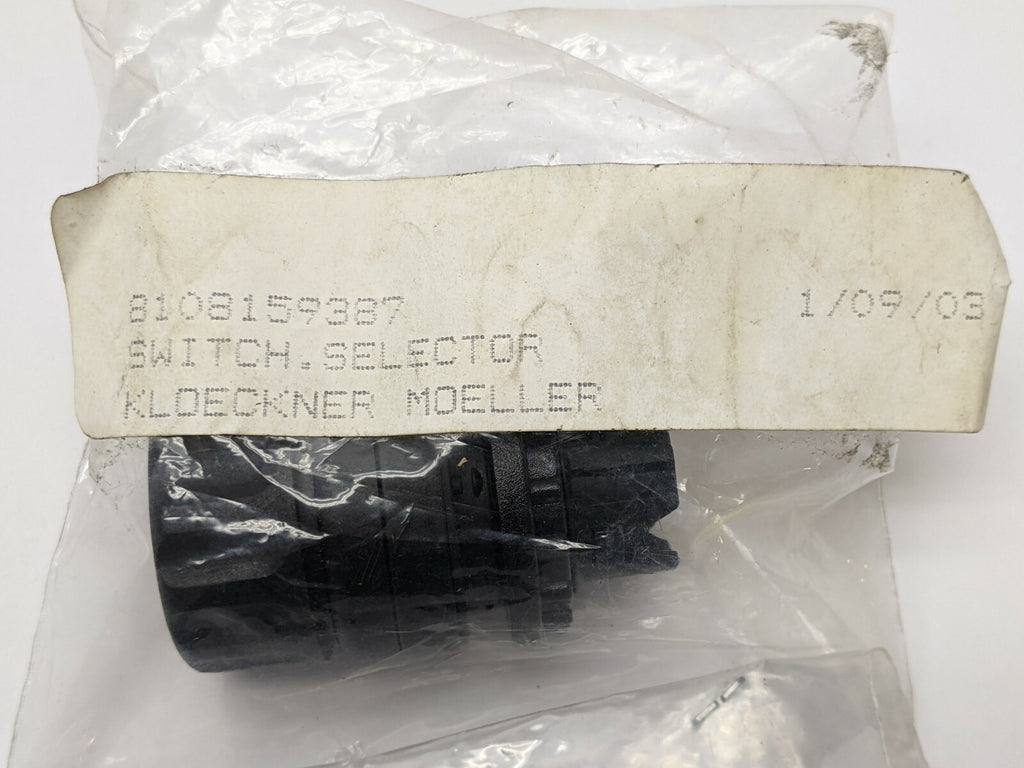 8108159387 1/09/03
SWITCH.SELECTOR
KLOECKNER MOELLER